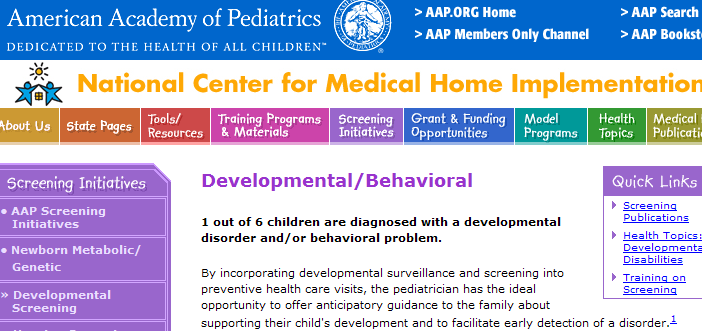 American Academy of Pediatrics
DEDICATED TO THE HEALTH OF ALL CHILDREN™
> AAP.ORG Home
> AAP Search
> AAP Members Only Channel
> AAP Bookst
National Center for Medical Home Implementation
About Us
State Pages
Tools/
Resources
Training Programs
& Materials
Screening
Initiatives
Grant & Funding
Opportunities
Model
Programs
Health
Topics
Medical
Publicati
Screening Initiatives
• AAP Screening
Initiatives
• Newborn Metabolic/
Genetic
» Developmental
Screening
Developmental/Behavioral
1 out of 6 children are diagnosed with a developmental
disorder and/or behavioral problem.
By incorporating developmental surveillance and screening into
preventive health care visits, the pediatrician has the ideal
opportunity to offer anticipatory guidance to the family about
supporting their child's development and to facilitate early detection of a disorder.1
Quick Links
Screening
Publications
Health Topics:
Developmenta
Disabilities
Training on
Screening